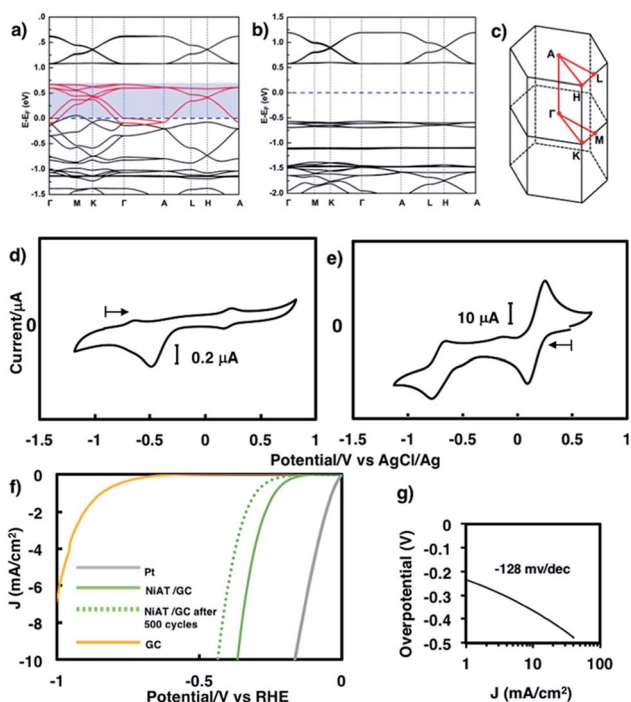 a)
b)
c)
.0
.5
1.0
0.5
0.0
-0.5
-1.0
-1.5
E-EF (eV)
Γ M K Γ A L H A
1.5
1.0
0.5
0.0
-0.5
-1.0
-1.5
-2.0
E-EF (eV)
Γ M K Γ A L H A
A
L
H
Γ
M
K
d)
e)
Current/µA
0
0.2 µA
-1.5 -1 -0.5 0 0.5 1
0
10 µA
-1.5 -1 -0.5 0 0.5 1
Potential/V vs AgCl/Ag
f)
J (mA/cm²)
0
-2
-4
-6
-8
-10
Pt
NiAT /GC
NiAT /GC after
500 cycles
GC
-1 -0.5 0
Potential/V vs RHE
g)
Overpotential (V)
0
-0.1
-0.2
-0.3
-0.4
-0.5
-128 mv/dec
1 10 100
J (mA/cm²)